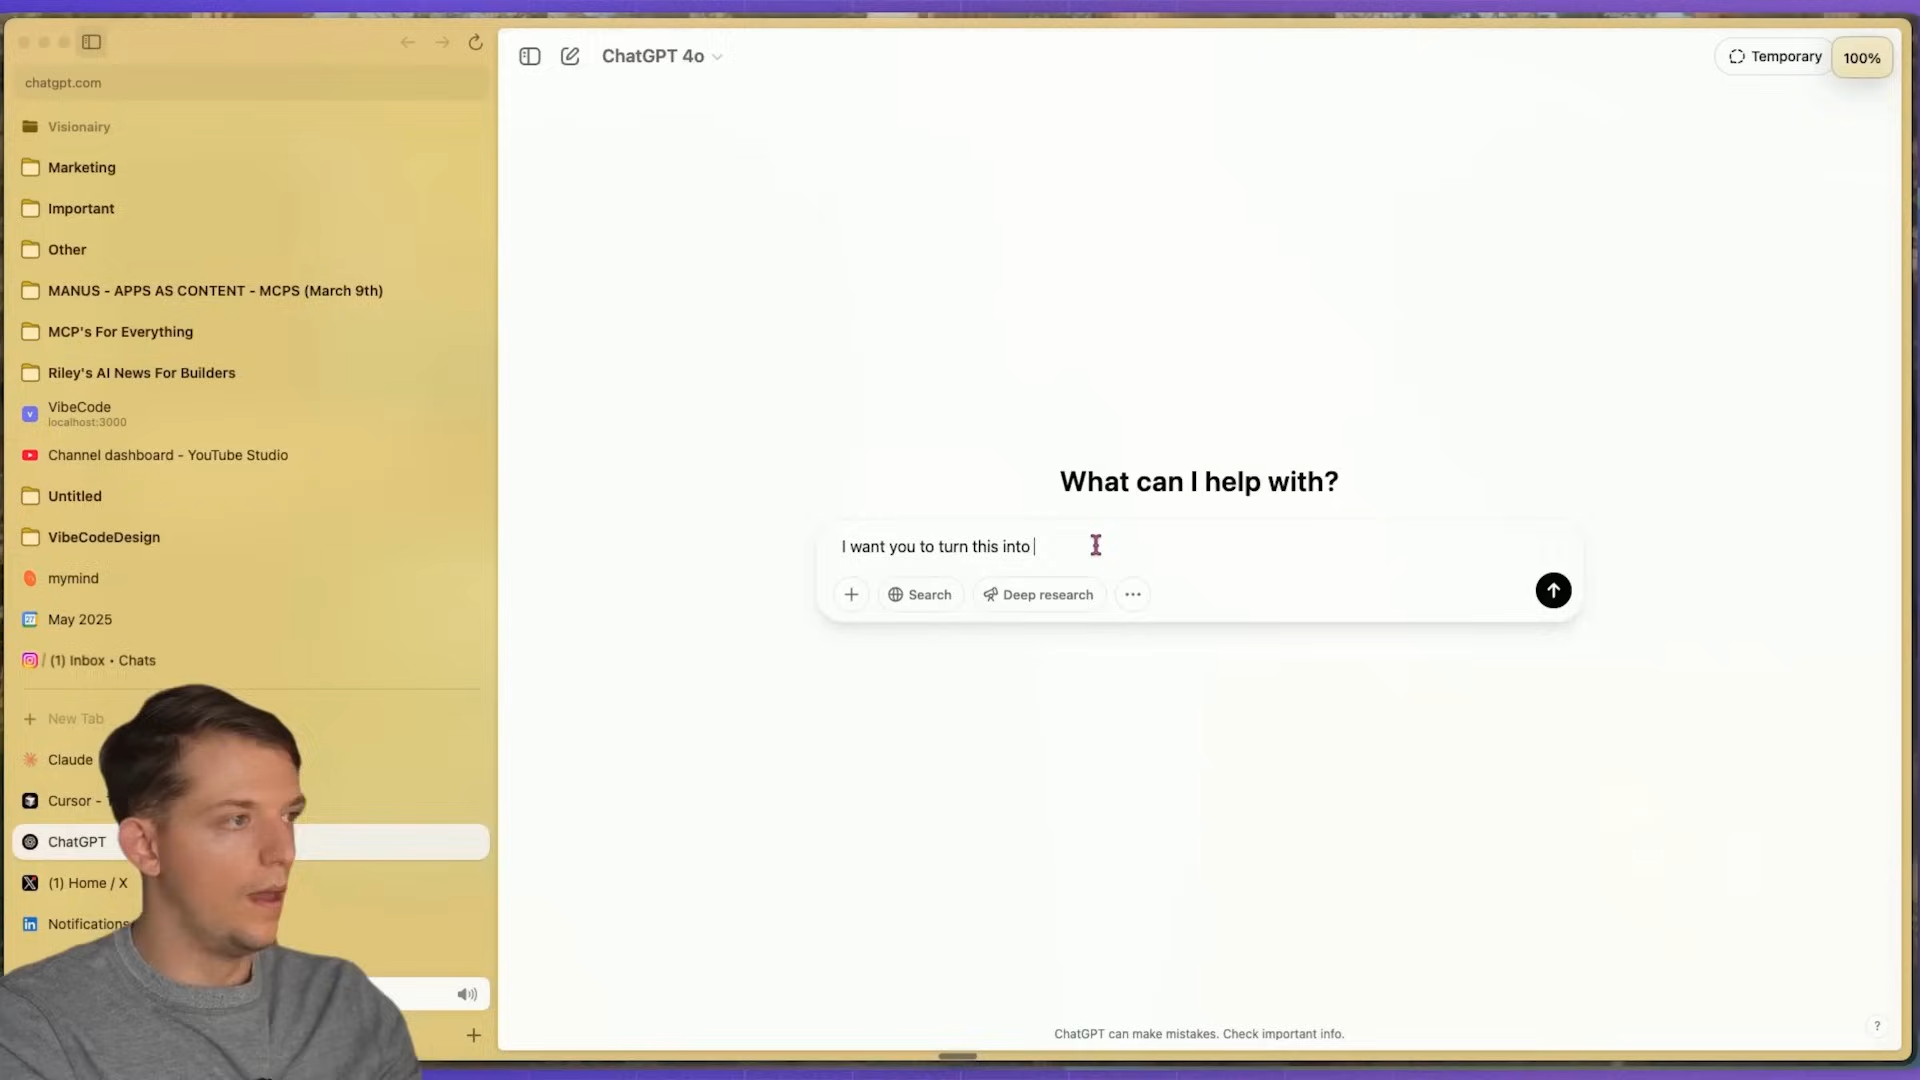 chatgpt.com
Visionairy
Marketing
Important
Other
MANUS - APPS AS CONTENT - MCPS (March 9th)
MCP's For Everything
Riley's AI News For Builders
VibeCode
localhost:3000
Channel dashboard - YouTube Studio
Untitled
VibeCodeDesign
mymind
27
May 2025
/ (1) Inbox • Chats
New Tab
Claude
Cursor -
ChatGPT
(1) Home / X
Notifications
ChatGPT 4o
Temporary
100%
What can I help with?
I want you to turn this into
Search
Deep research
ChatGPT can make mistakes. Check important info.
?